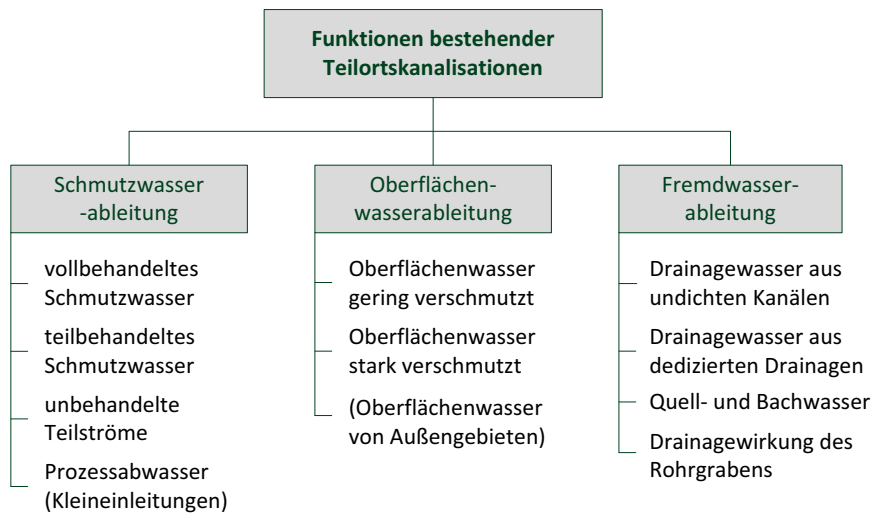 Funktionen bestehender
Teilortskanalisationen
Schmutzwasser
-ableitung
vollbehandeltes
Schmutzwasser
teilbehandeltes
Schmutzwasser
unbehandelte
Teilströme
Prozessabwasser
(Kleineinleitungen)
Oberflächen-
wasserableitung
Oberflächenwasser
gering verschmutzt
Oberflächenwasser
stark verschmutzt
(Oberflächenwasser
von Außengebieten)
Fremdwasser-
ableitung
Drainagewasser aus
undichten Kanälen
Drainagewasser aus
dedizierten Drainagen
Quell- und Bachwasser
Drainagewirkung des
Rohrgrabens